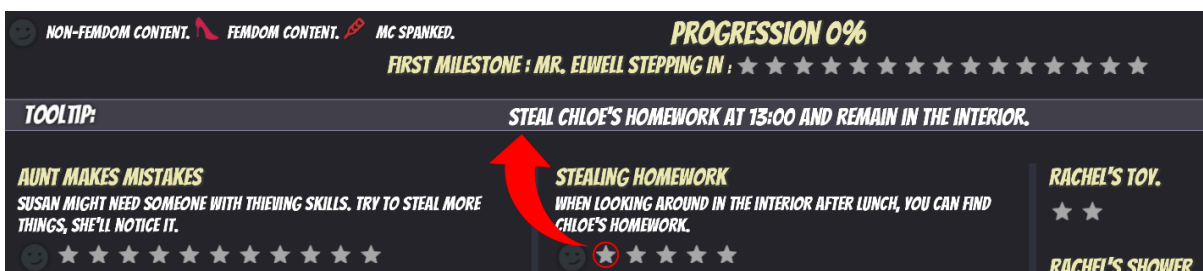 NON-FEMDOM CONTENT. FEMDOM CONTENT. MC SPANKED.
PROGRESSION 0%
FIRST MILESTONE : MR. ELWELL STEPPING IN :
TOOLTIP: STEAL CHLOE'S HOMEWORK AT 13:00 AND REMAIN IN THE INTERIOR.
AUNT MAKES MISTAKES
SUSAN MIGHT NEED SOMEONE WITH THIEVING SKILLS. TRY TO STEAL MORE
THINGS, SHE'LL NOTICE IT.
STEALING HOMEWORK
WHEN LOOKING AROUND IN THE INTERIOR AFTER LUNCH, YOU CAN FIND
CHLOE'S HOMEWORK.
RACHEL'S TOY.
RACHEL'S SHOWER